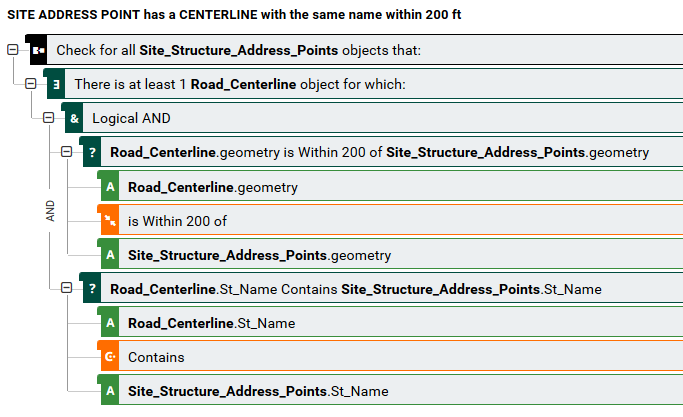 SITE ADDRESS POINT has a CENTERLINE with the same name within 200 ft
Check for all Site_Structure_Address_Points objects that:
∃ There is at least 1 Road_Centerline object for which:
& Logical AND
? Road_Centerline.geometry is Within 200 of Site_Structure_Address_Points.geometry
A Road_Centerline.geometry
is Within 200 of
A Site_Structure_Address_Points.geometry
AND
? Road_Centerline.St_Name Contains Site_Structure_Address_Points.St_Name
A Road_Centerline.St_Name
Contains
A Site_Structure_Address_Points.St_Name